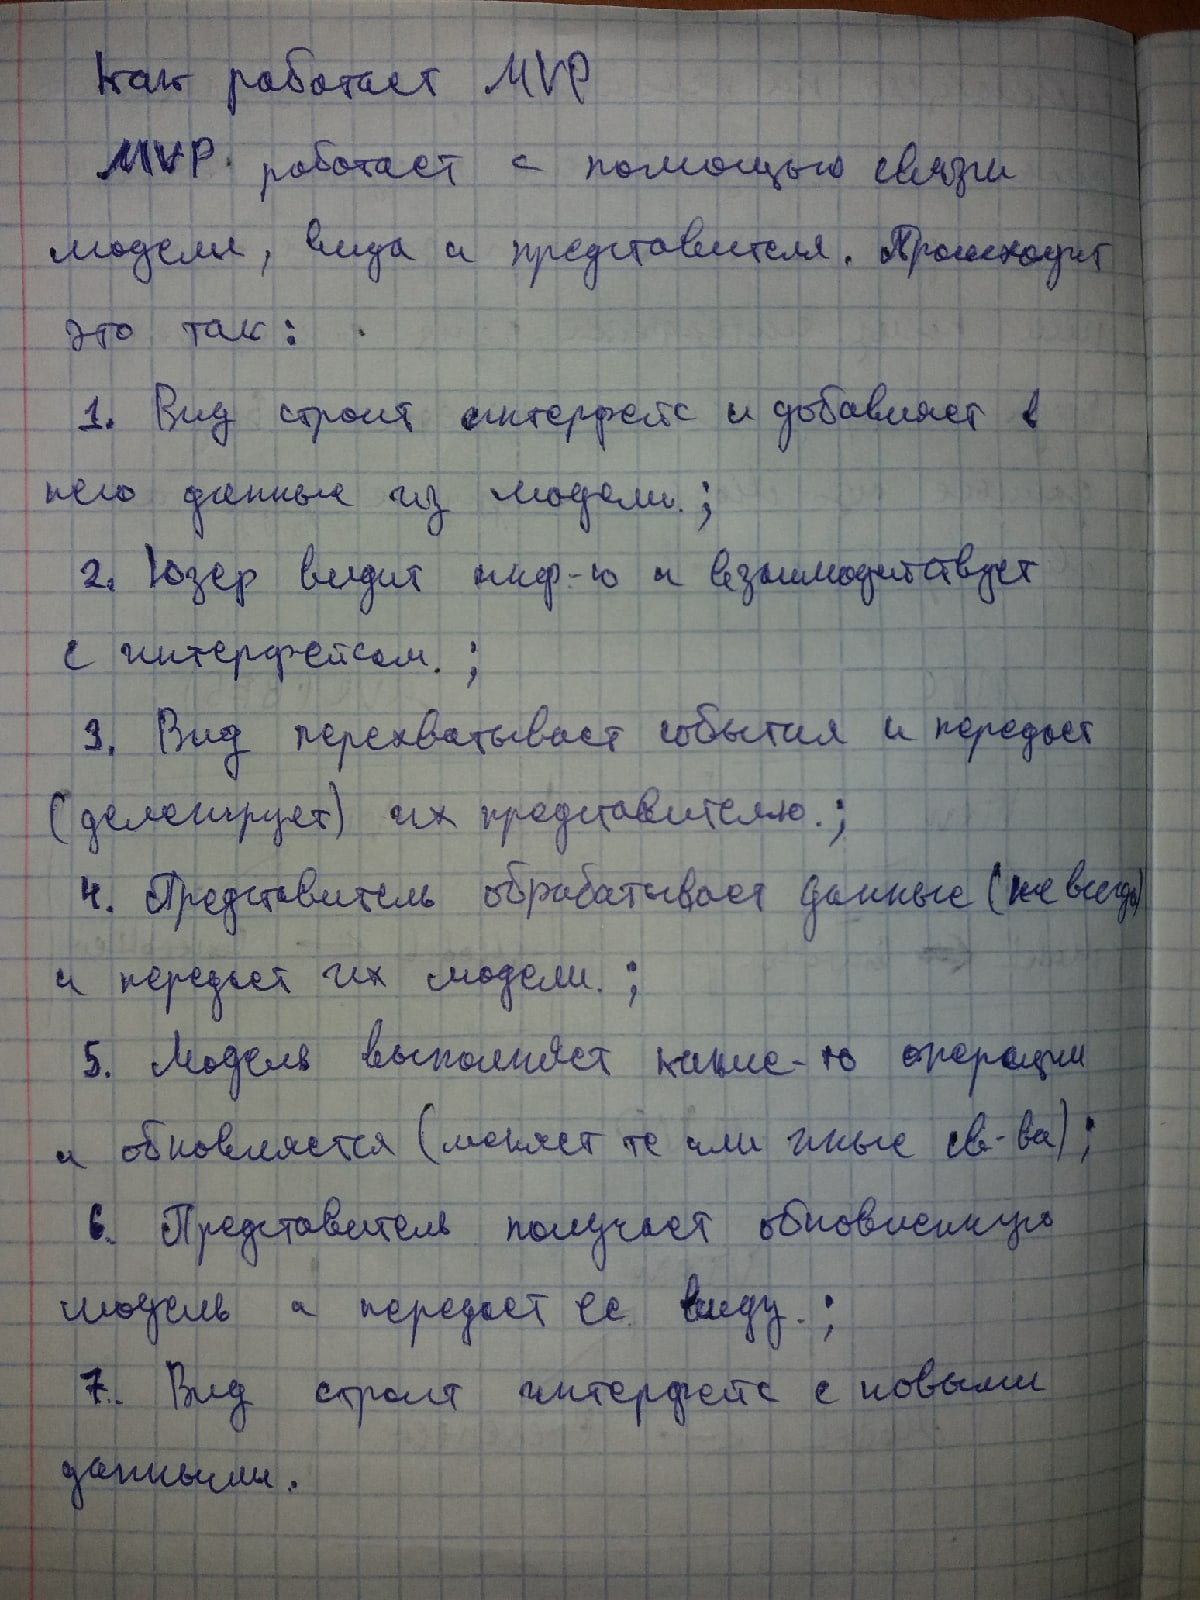 Как работает MVP
MVP работает с помощью связи
модели, вида и представителя. Происходит
это так:
1. Вид строит интерфейс и добавляет в
него данные из модели.;
2. Юзер видит инф-ю и взаимодействует
с интерфейсом.;
3. Вид перехватывает события и передает
(делегирует) их представителю.;
4. Представитель обрабатывает данные (не всегда)
и передает их модели.;
5. Модель выполняет какие-то операции
и обновляется (меняет те или иные св-ва);
6. Представитель получает обновленную
модель и передает ее виду.;
7. Вид строит интерфейс с новыми
данными.